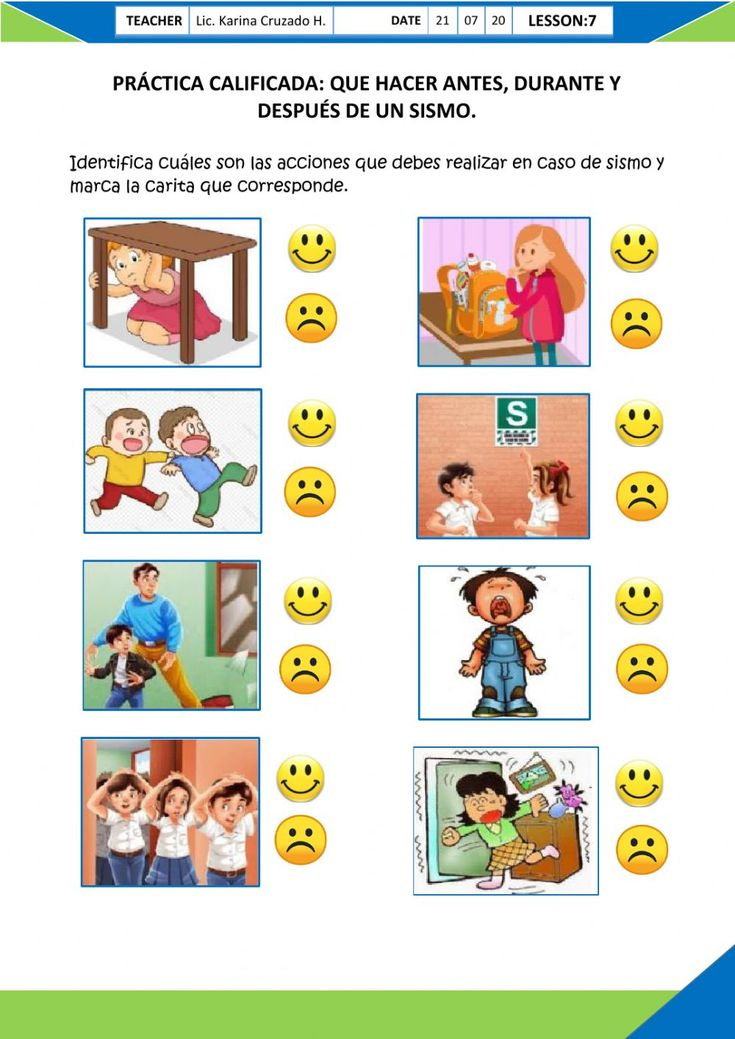 TEACHER Lic. Karina Cruzado H. DATE 21 07 20 LESSON:7
PRÁCTICA CALIFICADA: QUE HACER ANTES, DURANTE Y
DESPUÉS DE UN SISMO.
Identifica cuáles son las acciones que debes realizar en caso de sismo y
marca la carita que corresponde.
S